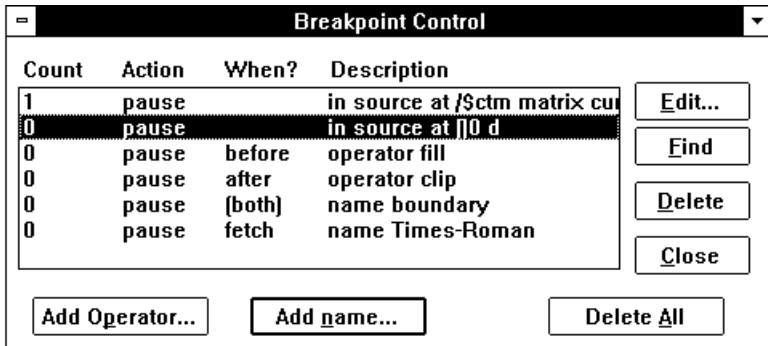 Breakpoint Control
Count Action When? Description
1 pause in source at /$ctm matrix cur
0 pause in source at []0 d
0 pause before operator fill
0 pause after operator clip
0 pause (both) name boundary
0 pause fetch name Times-Roman
Edit...
Find
Delete
Close
Add Operator... Add name... Delete All